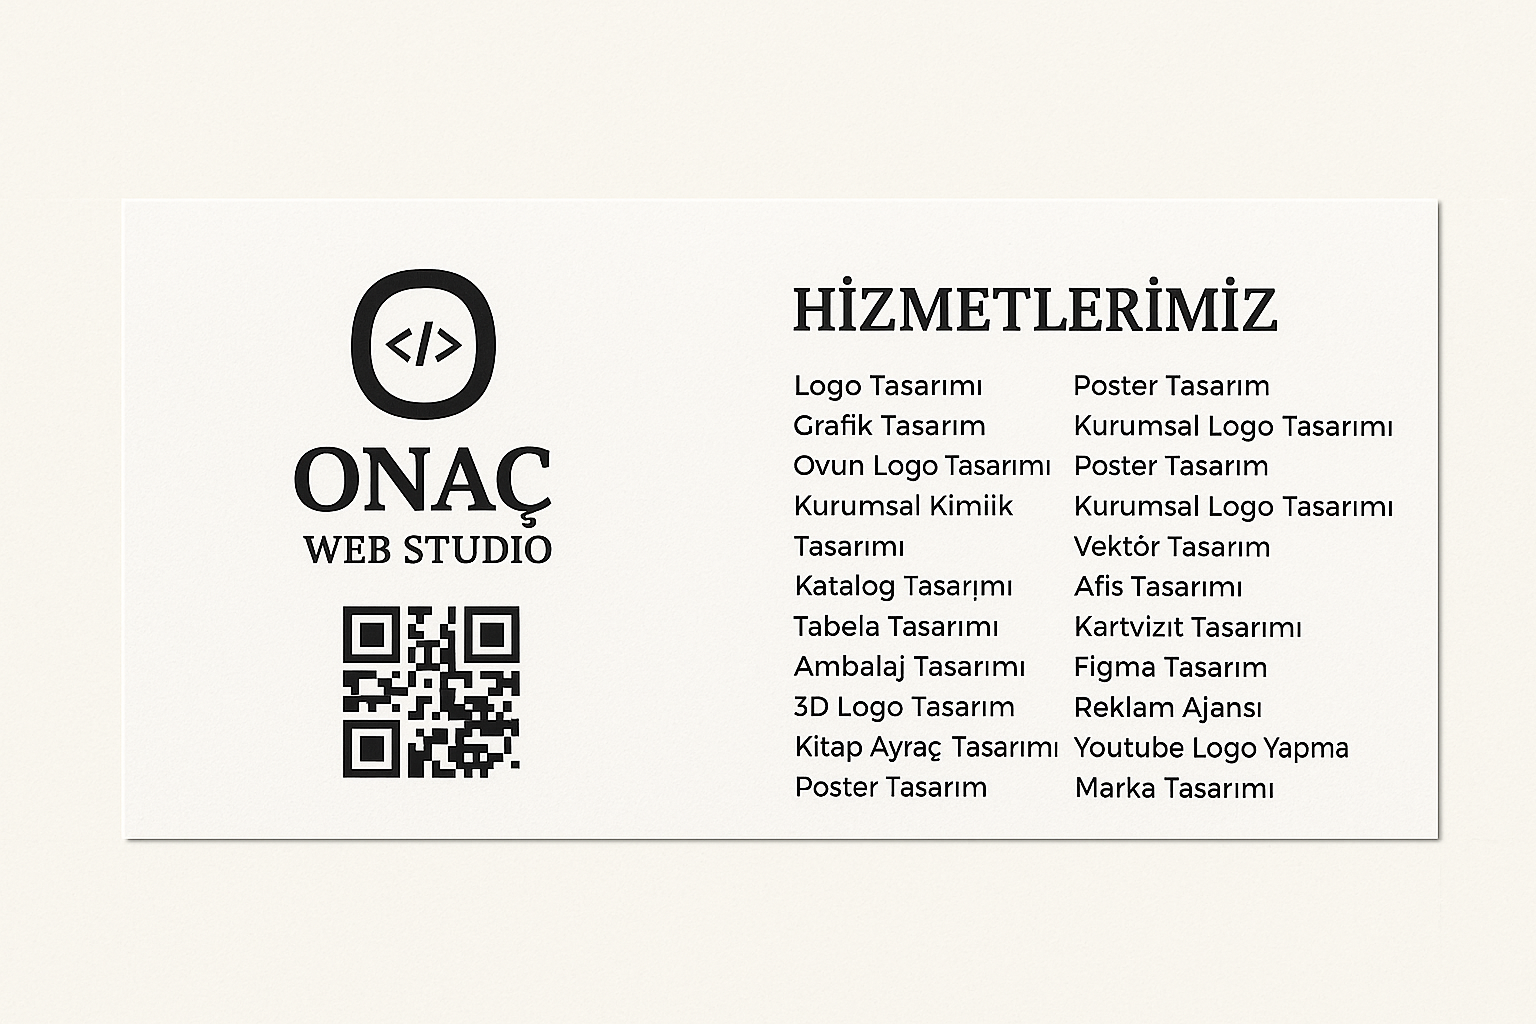 </>
ONAÇ
WEB STUDIO
HİZMETLERİMİZ
Logo Tasarımı
Grafik Tasarım
Ovun Logo Tasarımı
Kurumsal Kimiik
Tasarımı
Katalog Tasarımı
Tabela Tasarımı
Ambalaj Tasarımı
3D Logo Tasarım
Kitap Ayraç Tasarımı
Poster Tasarım
Poster Tasarım
Kurumsal Logo Tasarımı
Poster Tasarım
Kurumsal Logo Tasarımı
Vektór Tasarım
Afis Tasarımı
Kartvizıt Tasarımı
Figma Tasarım
Reklam Ajansı
Youtube Logo Yapma
Marka Tasarımı